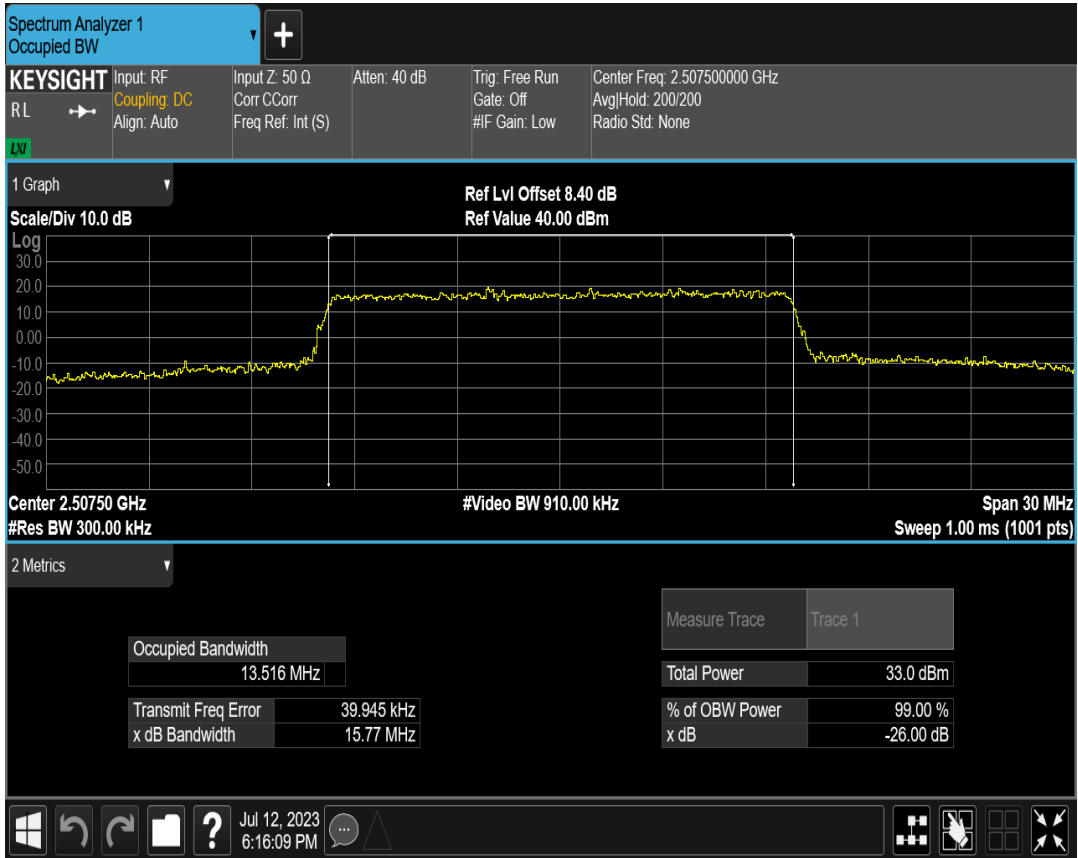 Spectrum Analyzer 1
Occupied BW
+
KEYSIGHT
RL
LXI
Input: RF
Coupling: DC
Align: Auto
Input Z: 50 Ω
Corr CCorr
Freq Ref: Int (S)
Atten: 40 dB
Trig: Free Run
Gate: Off
#IF Gain: Low
Center Freq: 2.507500000 GHz
Avg|Hold: 200/200
Radio Std: None
1 Graph
Scale/Div 10.0 dB
Ref Lvl Offset 8.40 dB
Ref Value 40.00 dBm
Log
30.0
20.0
10.0
0.00
-10.0
-20.0
-30.0
-40.0
-50.0
Center 2.50750 GHz
#Video BW 910.00 kHz
Span 30 MHz
#Res BW 300.00 kHz
Sweep 1.00 ms (1001 pts)
2 Metrics
Measure Trace Trace 1
Occupied Bandwidth
13.516 MHz
Total Power 33.0 dBm
Transmit Freq Error 39.945 kHz
% of OBW Power 99.00 %
x dB Bandwidth 15.77 MHz
x dB -26.00 dB
?
Jul 12, 2023
6:16:09 PM